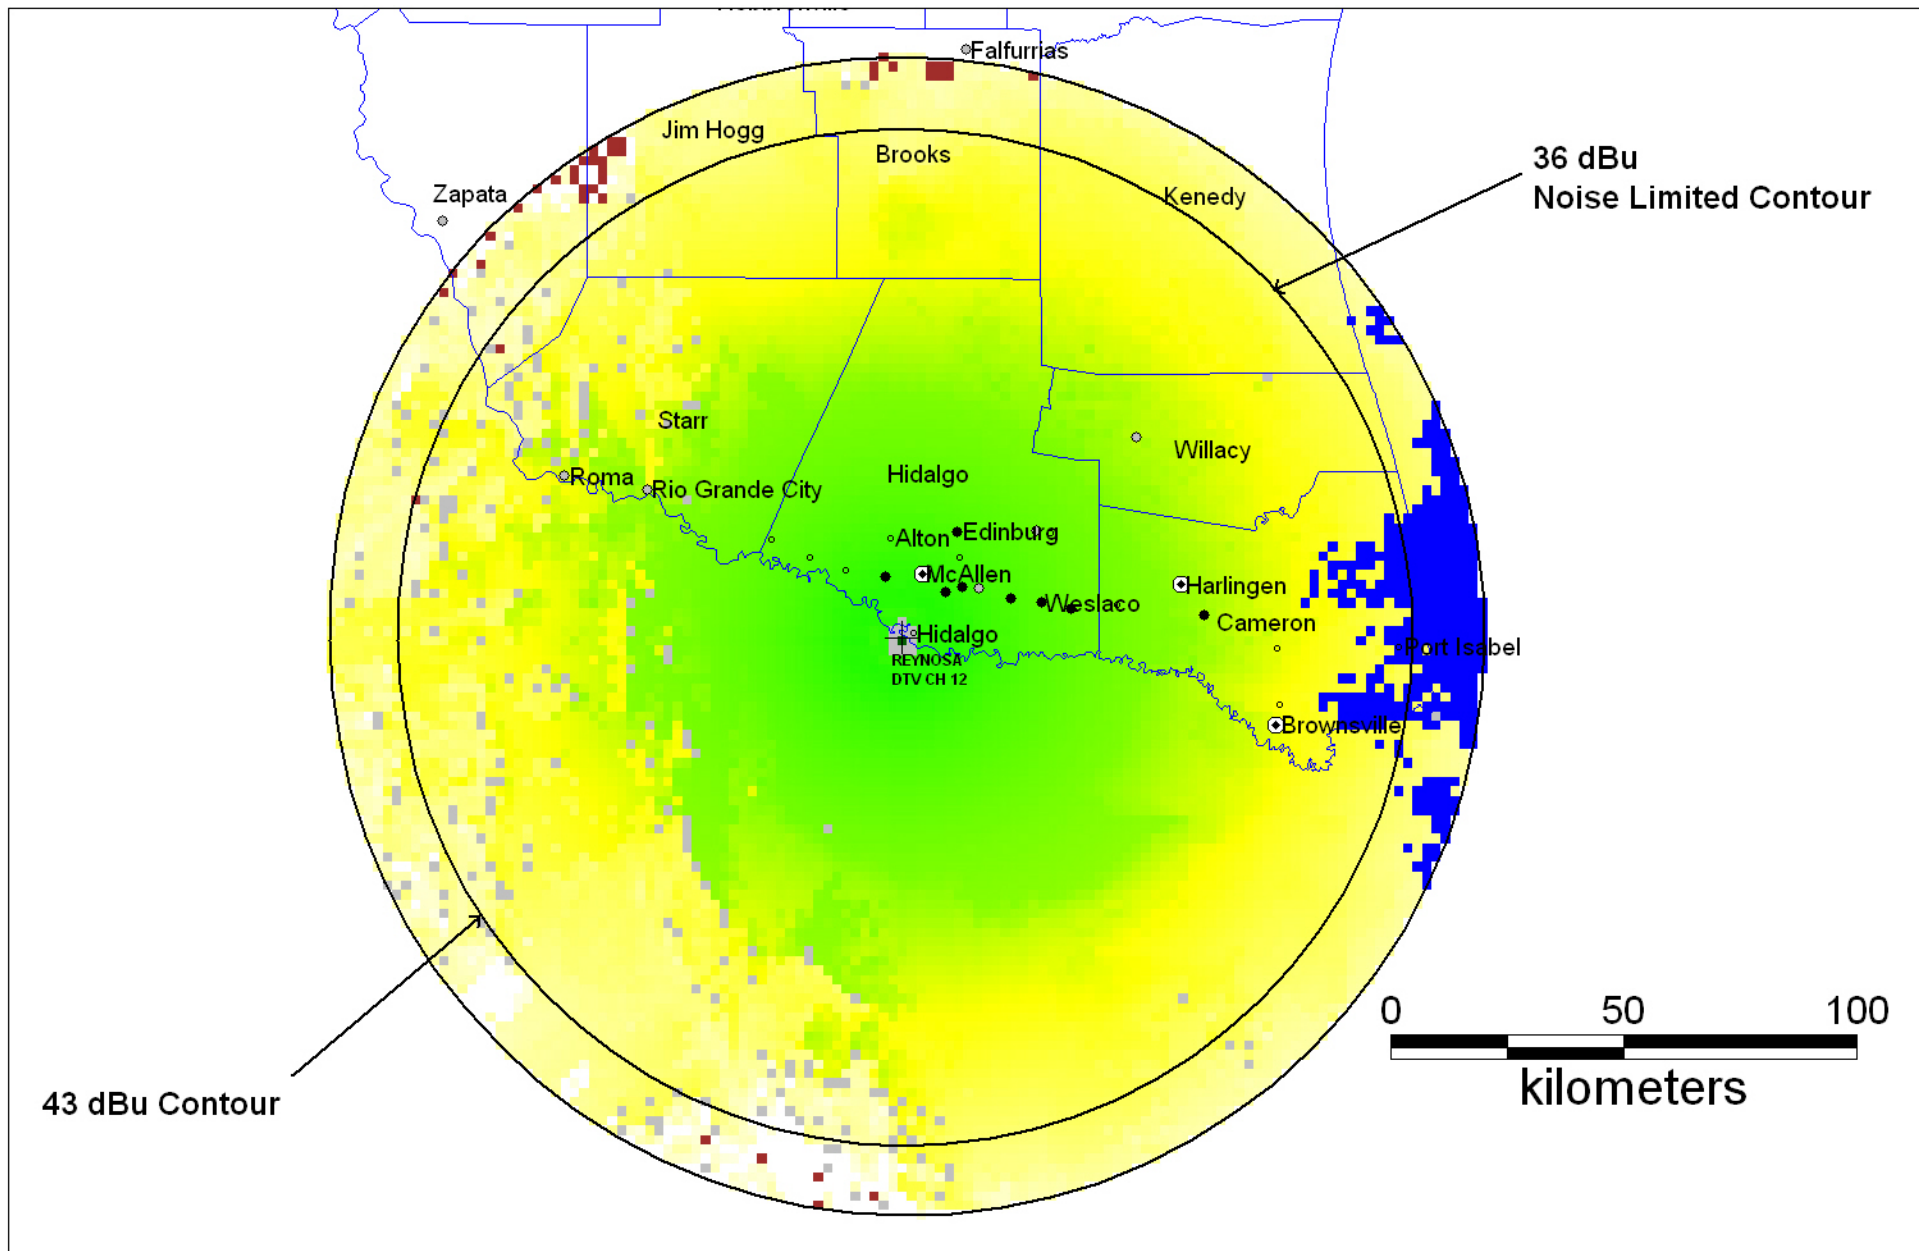 Falfurrias
Jim Hogg
Brooks
36 dBu
Noise Limited Contour
Zapata
Kenedy
Starr
Willacy
Hidalgo
Roma
Rio Grande City
Alton
Edinburg
McAllen
Harlingen
Weslaco
Cameron
Hidalgo
Port Isabel
REYNOSA
DTV CH 12
Brownsville
0 50 100
kilometers
43 dBu Contour